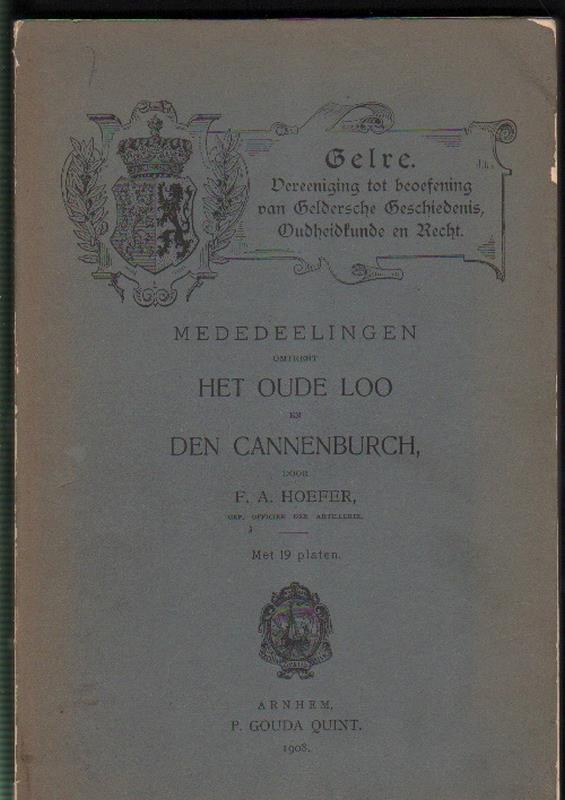 Gelre.
Vereeniging tot beoefening
van Geldersche Geschiedenis,
Oudheidkunde en Recht.
MEDEDEELINGEN
OMTRENT
HET OUDE LOO
EN
DEN CANNENBURCH,
DOOR
F. A. HOEFER,
GEP. OFFICIER DER ARTILLERIE.
Met 19 platen.
ARNHEM,
P. GOUDA QUINT.
1908.